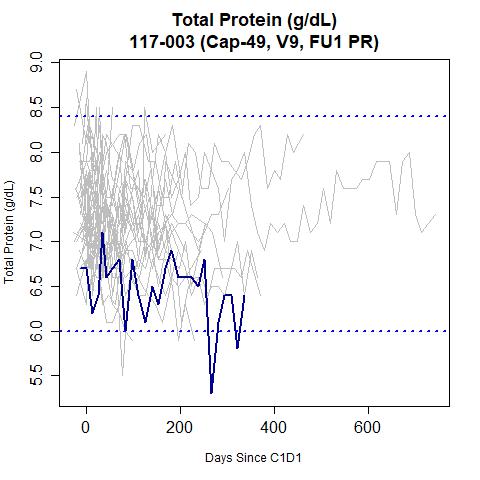 Total Protein (g/dL)
117-003 (Cap-49, V9, FU1 PR)
Total Protein (g/dL)
9.0
8.5
8.0
7.5
7.0
6.5
6.0
5.5
0 200 400 600
Days Since C1D1